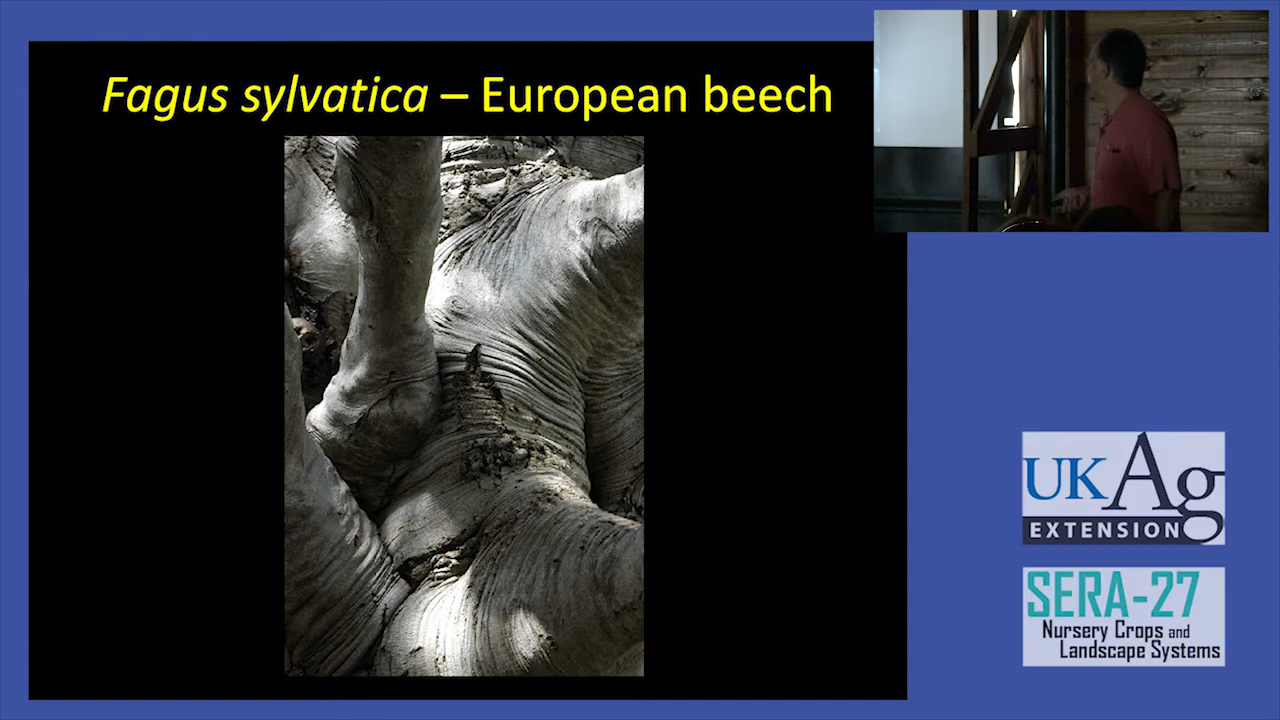 Fagus sylvatica – European beech
UKAg
EXTENSION
SERA-27
Nursery Crops and
Landscape Systems